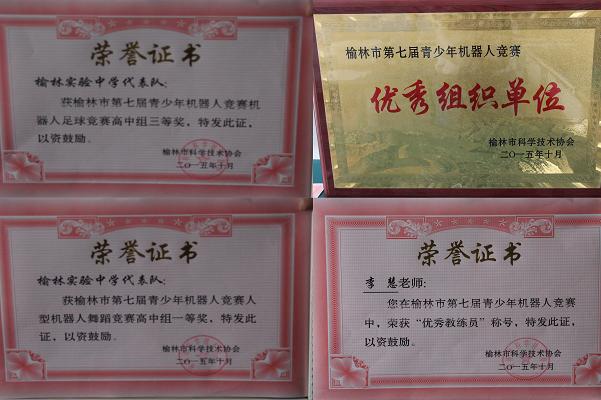 荣誉证书
榆林实验中学代表队:
获榆林市第七届青少年机器人竞赛机
器人足球竞赛高中组三等奖,特发此证,
以资鼓励。
榆林市科学技术协会
二〇一五年十月
榆林市第七届青少年机器人竞赛
优秀组织单位
榆林市科学技术协会
二〇一五年十月
荣誉证书
榆林实验中学代表队:
获榆林市第七届青少年机器人竞赛人
型机器人舞蹈竞赛高中组一等奖,特发此
证,以资鼓励。
榆林市科学技术协会
二〇一五年十月
荣誉证书
李慧老师:
您在榆林市第七届青少年机器人竞赛
中,荣获“优秀教练员”称号,特发此证,
以资鼓励。
榆林市科学技术协会
二〇一五年十月